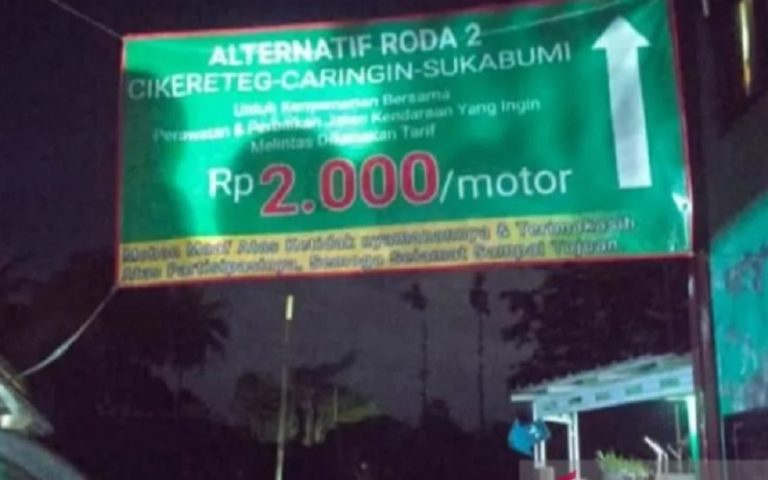 ALTERNATIF RODA 2
CIKERETEG-CARINGIN-SUKABUMI
Untuk Kenyamanan Bersama
Perawatan & Perbaikan Jalan Kendaraan Yang Ingin
Melintas Dikenakan Tarif
Rp 2.000/motor
Mohon Maaf Atas Ketidak nyamanannya & Terimakasih
Atas Partisipasinya, Semoga Selamat Sampai Tujuan